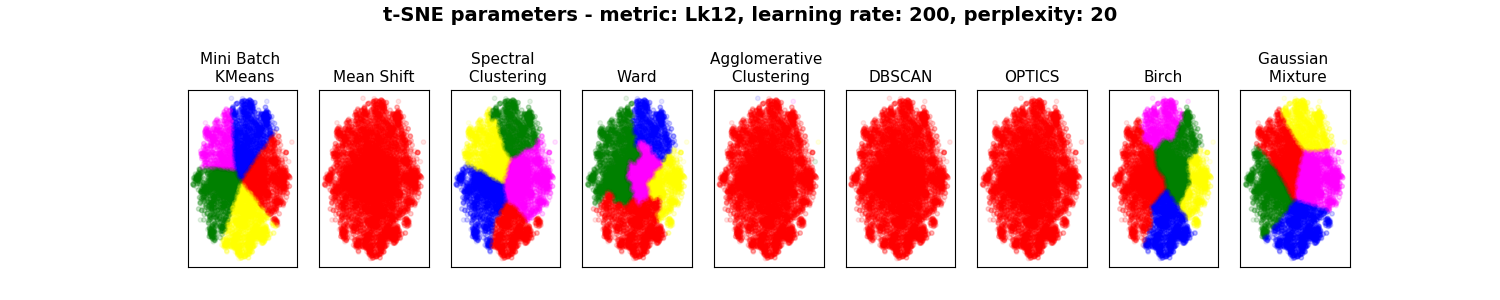 t-SNE parameters - metric: Lk12, learning rate: 200, perplexity: 20
Mini Batch
KMeans
Mean Shift
Spectral
Clustering
Ward
Agglomerative
Clustering
DBSCAN
OPTICS
Birch
Gaussian
Mixture